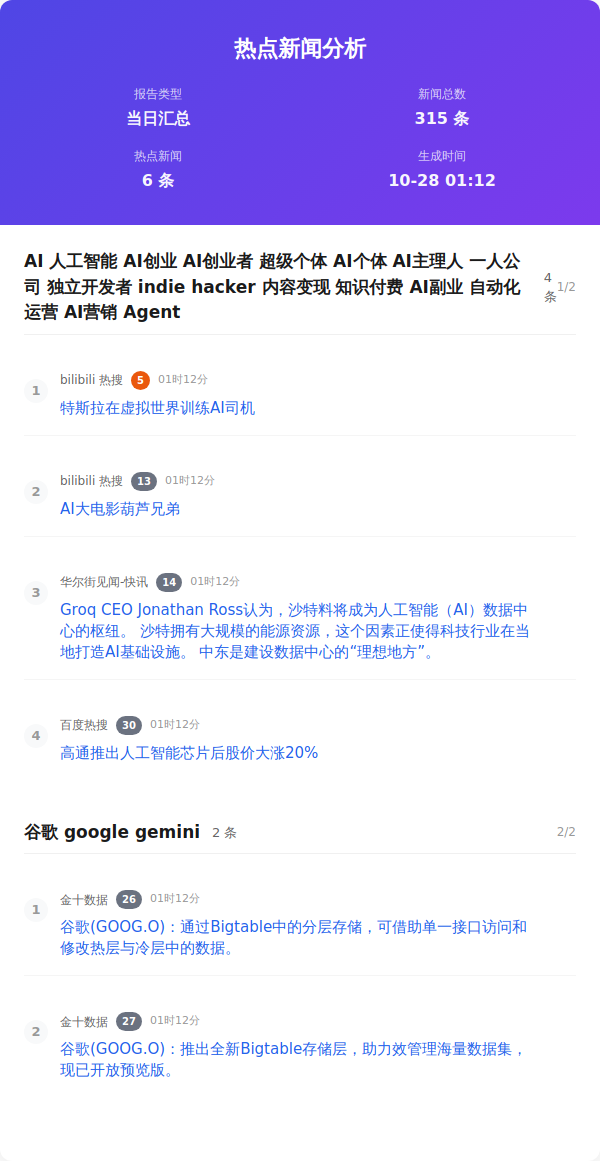 热点新闻分析
报告类型
新闻总数
当日汇总
315 条
热点新闻
生成时间
6 条
10-28 01:12
AI 人工智能 AI创业 AI创业者 超级个体 AI个体 AI主理人 一人公
司 独立开发者 indie hacker 内容变现 知识付费 AI副业 自动化
运营 AI营销 Agent
4
条
1/2
1
bilibili 热搜 5 01时12分
特斯拉在虚拟世界训练AI司机
2
bilibili 热搜 13 01时12分
AI大电影葫芦兄弟
3
华尔街见闻-快讯 14 01时12分
Groq CEO Jonathan Ross认为，沙特料将成为人工智能（AI）数据中
心的枢纽。 沙特拥有大规模的能源资源，这个因素正使得科技行业在当
地打造AI基础设施。 中东是建设数据中心的“理想地方”。
4
百度热搜 30 01时12分
高通推出人工智能芯片后股价大涨20%
谷歌 google gemini 2 条 2/2
1
金十数据 26 01时12分
谷歌(GOOG.O)：通过Bigtable中的分层存储，可借助单一接口访问和
修改热层与冷层中的数据。
2
金十数据 27 01时12分
谷歌(GOOG.O)：推出全新Bigtable存储层，助力效管理海量数据集，
现已开放预览版。